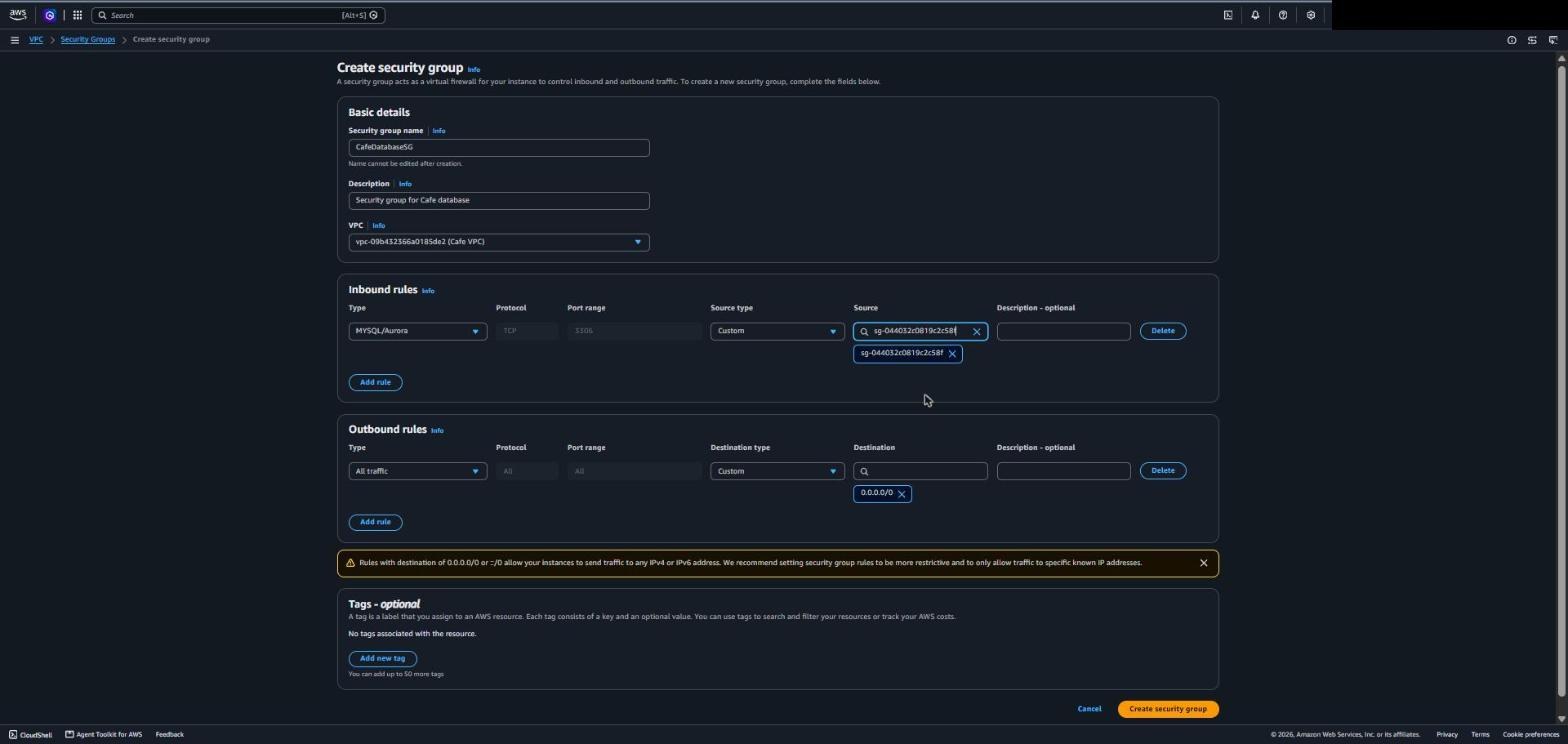 aws
Search [Alt+S]
VPC > Security Groups > Create security group
Create security group Info
A security group acts as a virtual firewall for your instance to control inbound and outbound traffic. To create a new security group, complete the fields below.
Basic details
Security group name Info
CafeDatabaseSG
Name cannot be edited after creation.
Description Info
Security group for Cafe database
VPC Info
vpc-09b432366a0185de2 (Cafe VPC)
Inbound rules Info
Type Protocol Port range Source type Source Description - optional
MYSQL/Aurora TCP 3306 Custom sg-044032c0819c2c58f Delete
sg-044032c0819c2c58f
Add rule
Outbound rules Info
Type Protocol Port range Destination type Destination Description - optional
All traffic All All Custom Delete
0.0.0.0/0
Add rule
Rules with destination of 0.0.0.0/0 or ::/0 allow your instances to send traffic to any IPv4 or IPv6 address. We recommend setting security group rules to be more restrictive and to only allow traffic to specific known IP addresses.
Tags - optional
A tag is a label that you assign to an AWS resource. Each tag consists of a key and an optional value. You can use tags to search and filter your resources or track your AWS costs.
No tags associated with the resource.
Add new tag
You can add up to 50 more tags
Cancel Create security group
CloudShell Agent Toolkit for AWS Feedback © 2026, Amazon Web Services, Inc. or its affiliates. Privacy Terms Cookie preferences